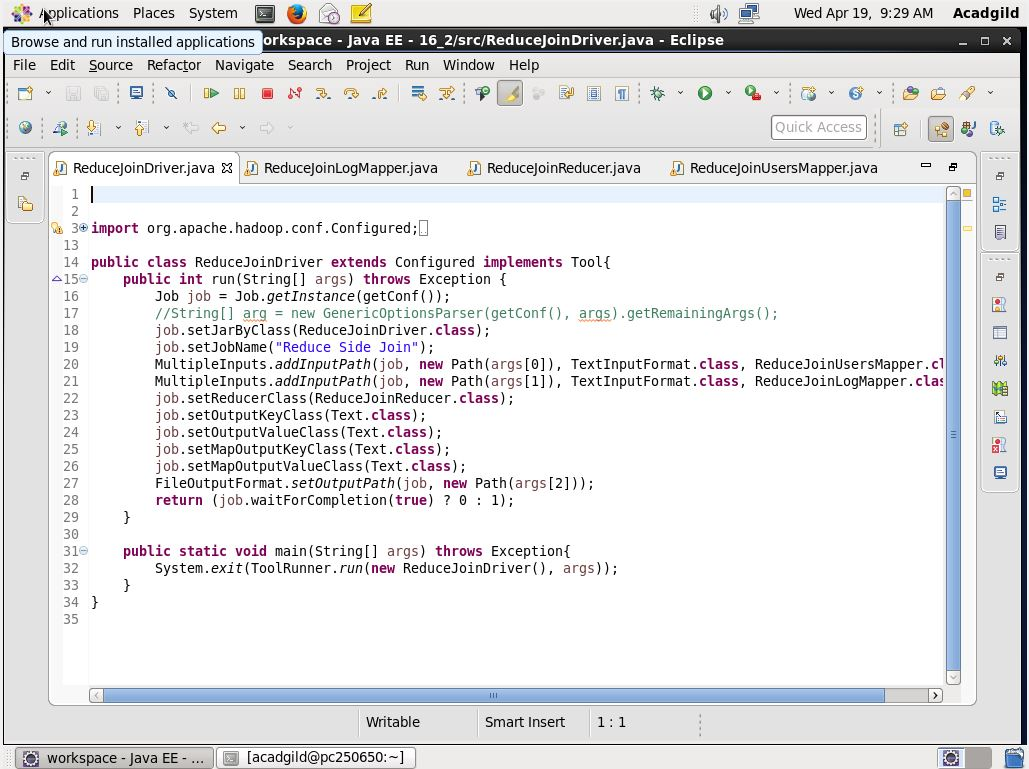 Applications Places System Wed Apr 19, 9:29 AM Acadgild
Browse and run installed applications
orkspace - Java EE - 16_2/src/ReduceJoinDriver.java - Eclipse
File Edit Source Refactor Navigate Search Project Run Window Help
Quick Access
ReduceJoinDriver.java ReduceJoinLogMapper.java ReduceJoinReducer.java ReduceJoinUsersMapper.java
1
2
3 import org.apache.hadoop.conf.Configured;
13
14 public class ReduceJoinDriver extends Configured implements Tool{
15 public int run(String[] args) throws Exception {
16 Job job = Job.getInstance(getConf());
17 //String[] arg = new GenericOptionsParser(getConf(), args).getRemainingArgs();
18 job.setJarByClass(ReduceJoinDriver.class);
19 job.setJobName("Reduce Side Join");
20 MultipleInputs.addInputPath(job, new Path(args[0]), TextInputFormat.class, ReduceJoinUsersMapper.cl
21 MultipleInputs.addInputPath(job, new Path(args[1]), TextInputFormat.class, ReduceJoinLogMapper.clas
22 job.setReducerClass(ReduceJoinReducer.class);
23 job.setOutputKeyClass(Text.class);
24 job.setOutputValueClass(Text.class);
25 job.setMapOutputKeyClass(Text.class);
26 job.setMapOutputValueClass(Text.class);
27 FileOutputFormat.setOutputPath(job, new Path(args[2]));
28 return (job.waitForCompletion(true) ? 0 : 1);
29 }
30
31 public static void main(String[] args) throws Exception{
32 System.exit(ToolRunner.run(new ReduceJoinDriver(), args));
33 }
34 }
35
Writable Smart Insert 1 : 1
workspace - Java EE - ... [acadgild@pc250650:~]